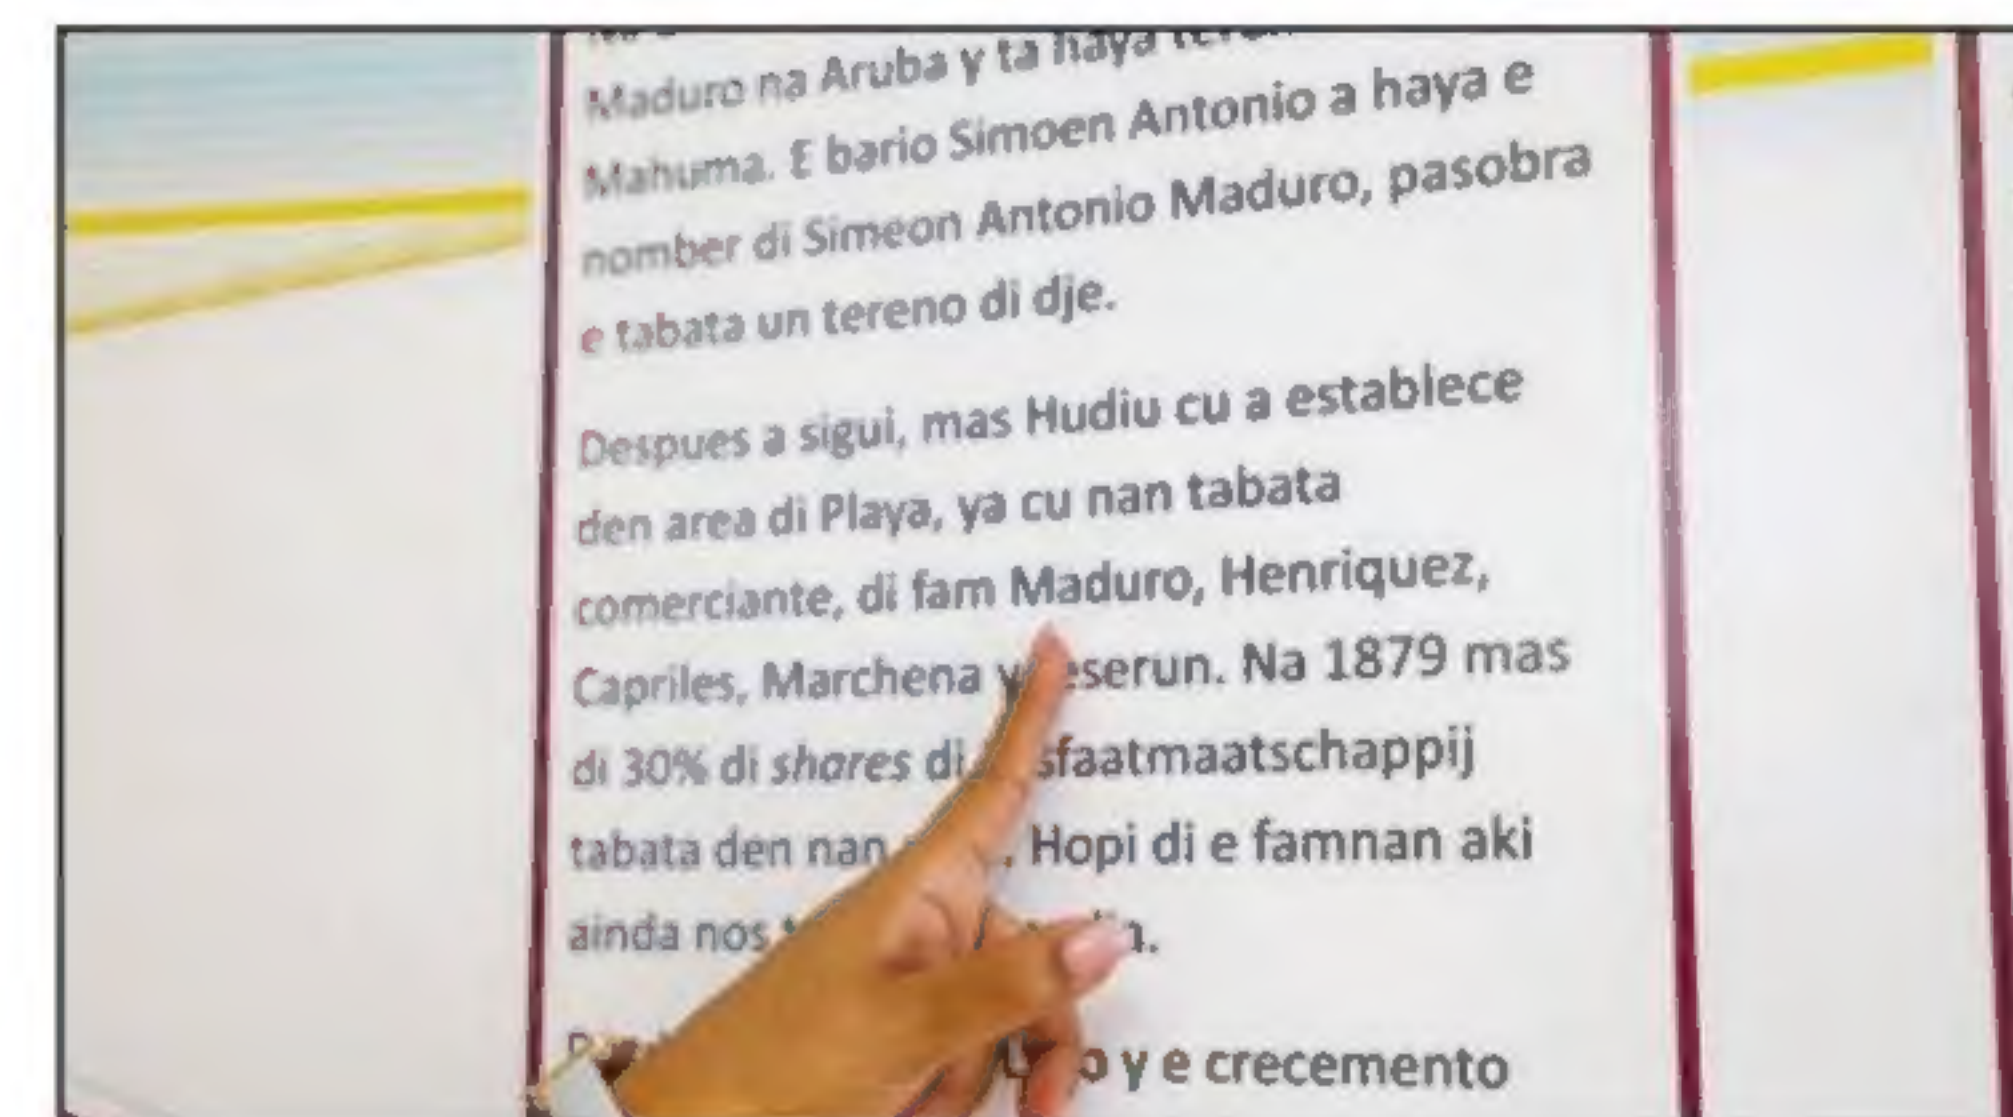 Maduro na Aruba y ta haya
Mahuma. E bario Simoen Antonio a haya e
nomber di Simeon Antonio Maduro, pasobra
e tabata un tereno di dje.
Despues a sigui, mas Hudiu cu a establece
den area di Playa, ya cu nan tabata
comerciante, di fam Maduro, Henriquez,
Capriles, Marchena y eserun. Na 1879 mas
di 30% di shares di sfaatmaatschappij
tabata den nan . Hopi di e famnan aki
ainda nos
y e crecemento